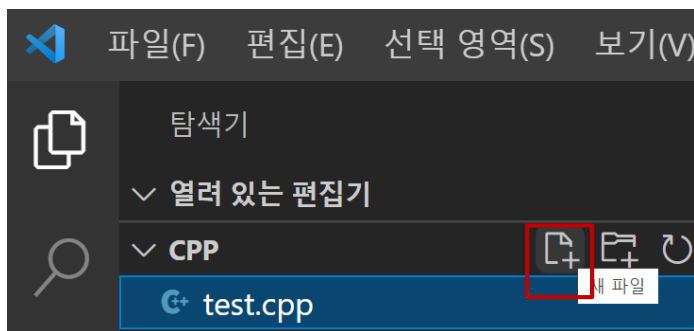 파일(F) 편집(E) 선택 영역(S) 보기(V)
탐색기
열려 있는 편집기
CPP
새 파일
test.cpp